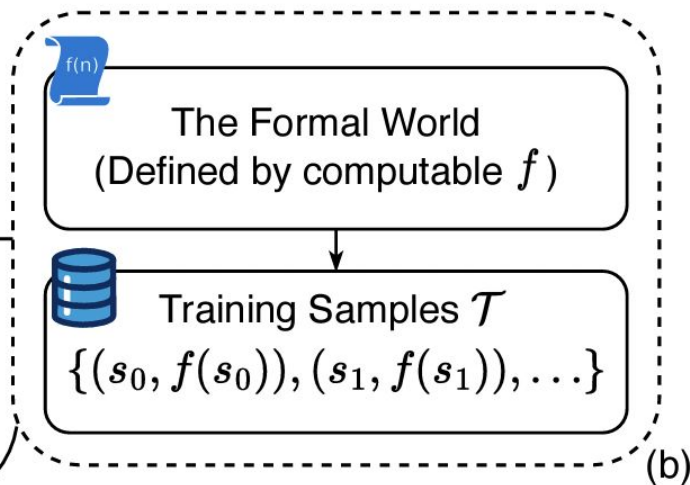 f(n)
The Formal World
(Defined by computable f)
Training Samples 𝒯
{(s₀, f(s₀)), (s₁, f(s₁)), ...}
(b)